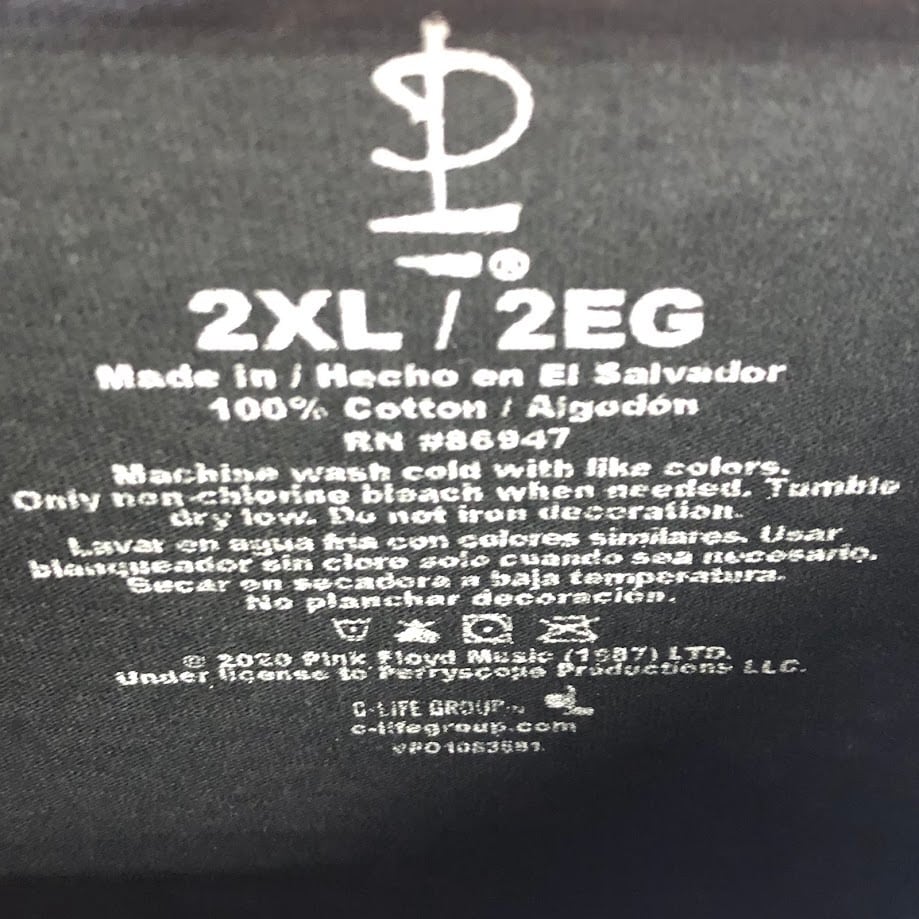 ®
2XL / 2EG
Made in / Hecho en El Salvador
100% Cotton / Algodón
RN #86947
Machine wash cold with like colors.
Only non-chlorine bleach when needed. Tumble
dry low. Do not iron decoration.
Lavar en agua fria con colores similares. Usar
blanqueador sin cloro solo cuando sea necesario.
Secar en secadora a baja temperatura.
No planchar decoración.
© 2020 Pink Floyd Music (1987) LTD.
Under license to Perryscope Productions LLC.
C-LIFE GROUP
c-lifegroup.com